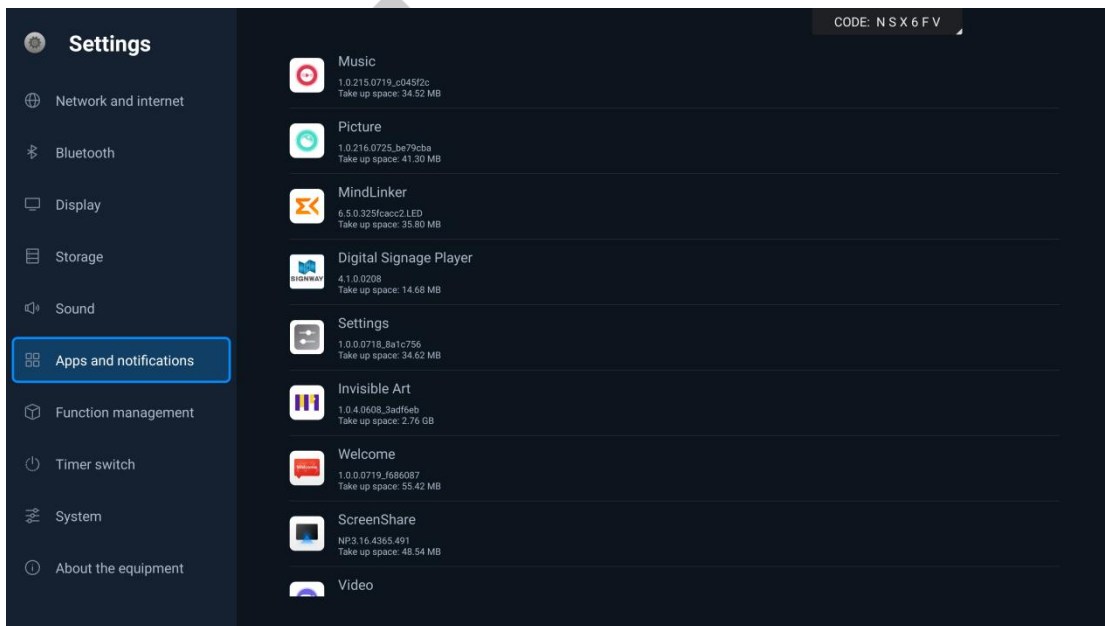 CODE: N S X 6 F V
Settings
Network and internet
Bluetooth
Display
Storage
Sound
Apps and notifications
Function management
Timer switch
System
About the equipment
Music
1.0.215.0719_c045f2c
Take up space: 34.52 MB
Picture
1.0.216.0725_be79cba
Take up space: 41.30 MB
MindLinker
6.5.0.325fcacc2.LED
Take up space: 35.80 MB
SIGNWAY
Digital Signage Player
4.1.0.0208
Take up space: 14.68 MB
Settings
1.0.0.0718_8a1c756
Take up space: 34.62 MB
Invisible Art
1.0.4.0608_3adf6eb
Take up space: 2.76 GB
Welcome
Welcome
1.0.0.0719_f686087
Take up space: 55.42 MB
ScreenShare
NP.3.16.4365.491
Take up space: 48.54 MB
Video